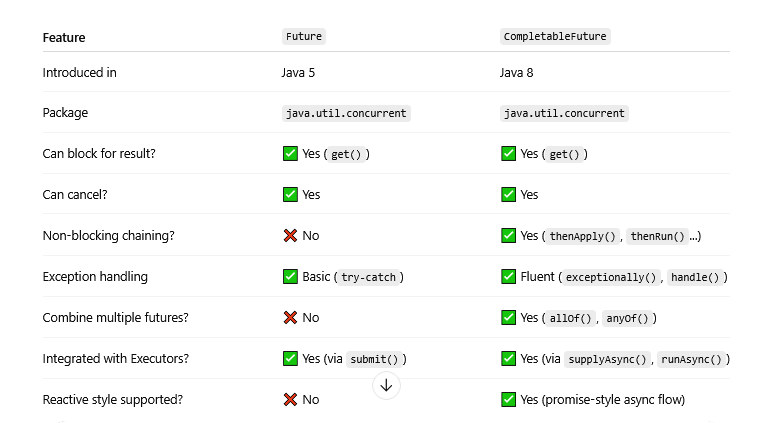 Feature Future CompletableFuture
Introduced in Java 5 Java 8
Package java.util.concurrent java.util.concurrent
Can block for result? ✅ Yes (get()) ✅ Yes (get())
Can cancel? ✅ Yes ✅ Yes
Non-blocking chaining? ❌ No ✅ Yes (thenApply(), thenRun()...)
Exception handling ✅ Basic (try-catch) ✅ Fluent (exceptionally(), handle())
Combine multiple futures? ❌ No ✅ Yes (allOf(), anyOf())
Integrated with Executors? ✅ Yes (via submit()) ✅ Yes (via supplyAsync(), runAsync())
Reactive style supported? ❌ No ✅ Yes (promise-style async flow)